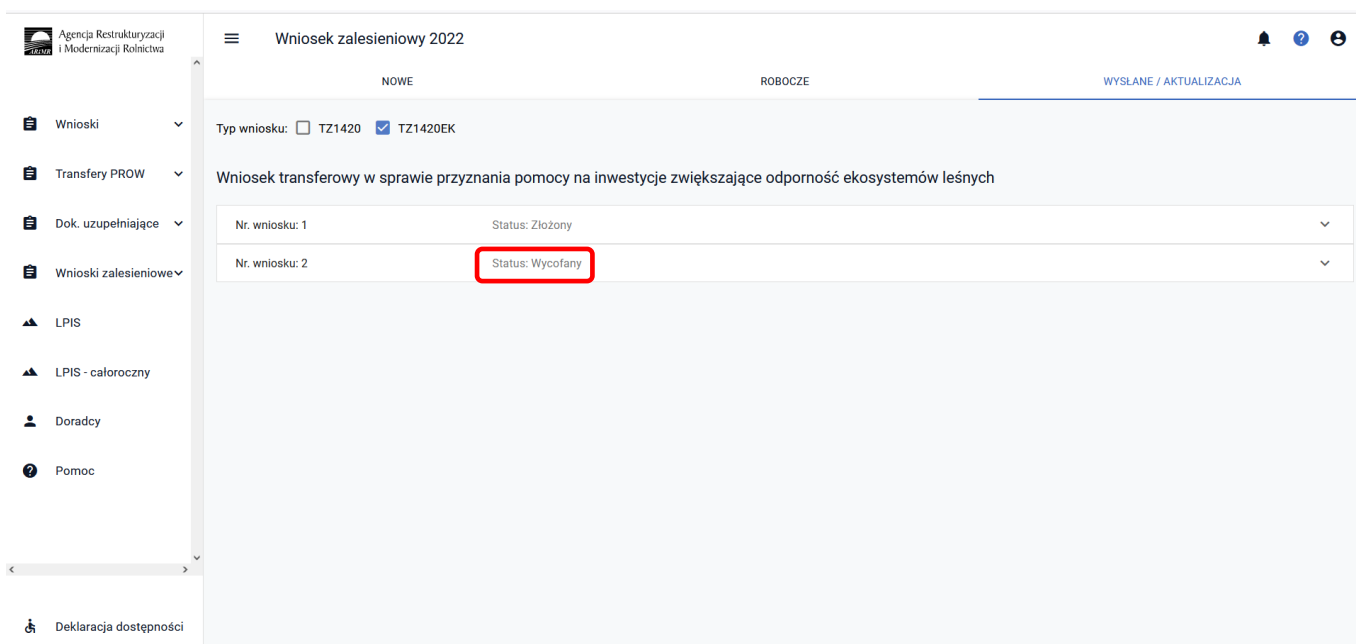 Agencja Restrukturyzacji
i Modernizacji Rolnictwa
ARiMR
Wniosek zalesieniowy 2022
NOWE
ROBOCZE
WYSŁANE / AKTUALIZACJA
Wnioski
Transfery PROW
Dok. uzupełniające
Wnioski zalesieniowe
LPIS
LPIS - całoroczny
Doradcy
Pomoc
Deklaracja dostępności
Typ wniosku: TZ1420 TZ1420EK
Wniosek transferowy w sprawie przyznania pomocy na inwestycje zwiększające odporność ekosystemów leśnych
Nr. wniosku: 1 Status: Złożony
Nr. wniosku: 2 Status: Wycofany